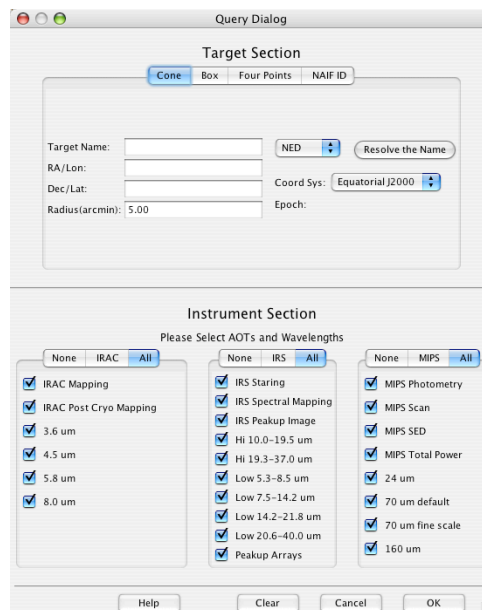 Query Dialog
Target Section
Cone Box Four Points NAIF ID
Target Name: NED Resolve the Name
RA/Lon:
Dec/Lat: Coord Sys: Equatorial J2000
Radius(arcmin): 5.00 Epoch:
Instrument Section
Please Select AOTs and Wavelengths
None IRAC All
IRAC Mapping
IRAC Post Cryo Mapping
3.6 um
4.5 um
5.8 um
8.0 um
None IRS All
IRS Staring
IRS Spectral Mapping
IRS Peakup Image
Hi 10.0-19.5 um
Hi 19.3-37.0 um
Low 5.3-8.5 um
Low 7.5-14.2 um
Low 14.2-21.8 um
Low 20.6-40.0 um
Peakup Arrays
None MIPS All
MIPS Photometry
MIPS Scan
MIPS SED
MIPS Total Power
24 um
70 um default
70 um fine scale
160 um
Help Clear Cancel OK